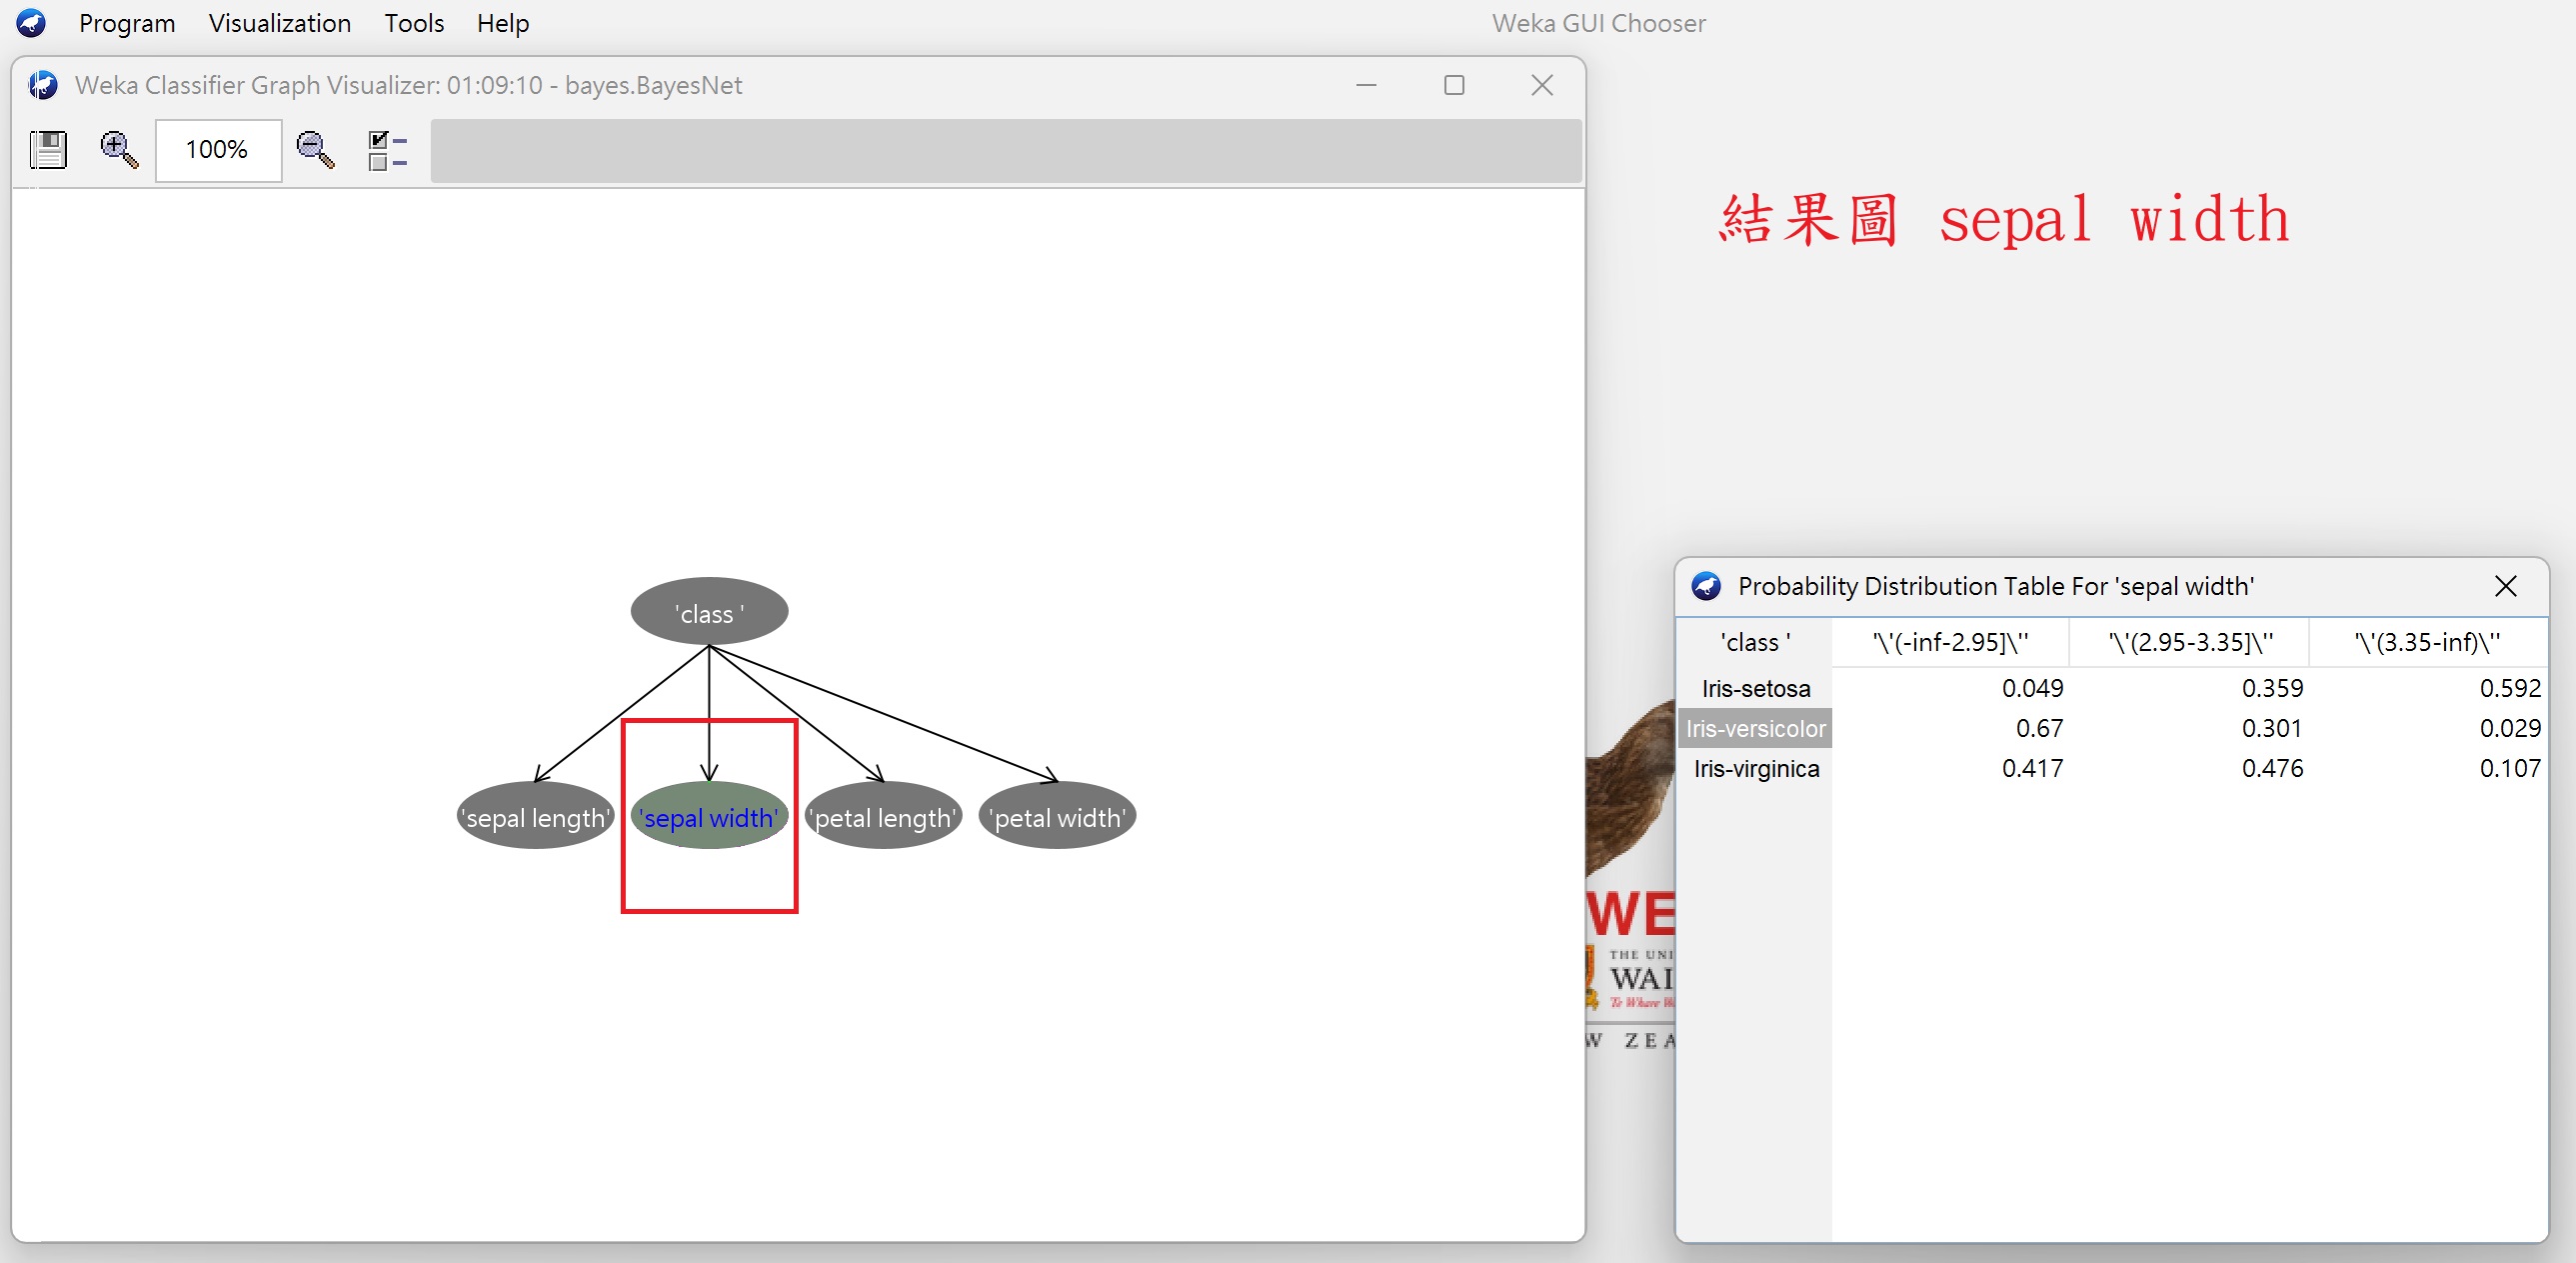 Program Visualization Tools Help Weka GUI Chooser
Weka Classifier Graph Visualizer: 01:09:10 - bayes.BayesNet
100%
結果圖 sepal width
'class '
'sepal length' 'sepal width' 'petal length' 'petal width'
Probability Distribution Table For 'sepal width'
'class ' '\'(-inf-2.95]\'' '\'(2.95-3.35]\'' '\'(3.35-inf)\''
Iris-setosa 0.049 0.359 0.592
Iris-versicolor 0.67 0.301 0.029
Iris-virginica 0.417 0.476 0.107
WE
THE UNI
WAI
To Where
W ZEA